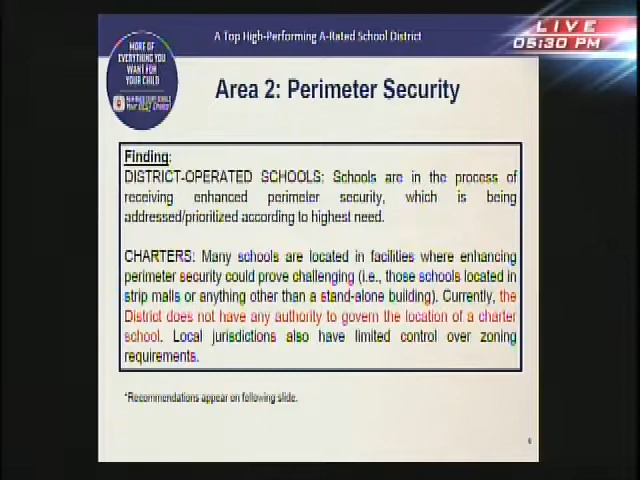 LIVE
05:30 PM
A Top High-Performing A-Rated School District
MORE OF
EVERYTHING YOU
WANT FOR
YOUR CHILD
Area 2: Perimeter Security
Finding:
DISTRICT-OPERATED SCHOOLS: Schools are in the process of
receiving enhanced perimeter security, which is being
addressed/prioritized according to highest need.
CHARTERS: Many schools are located in facilities where enhancing
perimeter security could prove challenging (i.e., those schools located in
strip malls or anything other than a stand-alone building). Currently, the
District does not have any authority to govern the location of a charter
school. Local jurisdictions also have limited control over zoning
requirements.
*Recommendations appear on following slide.
6